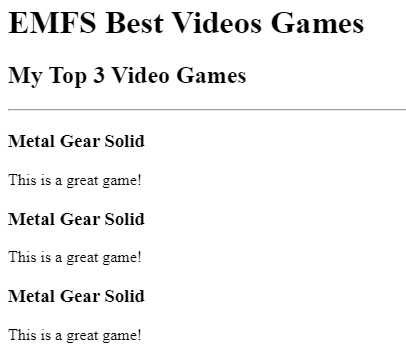 EMFS Best Videos Games
My Top 3 Video Games
Metal Gear Solid
This is a great game!
Metal Gear Solid
This is a great game!
Metal Gear Solid
This is a great game!